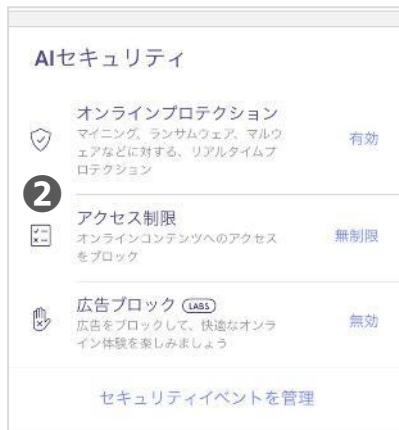 AIセキュリティ
オンラインプロテクション
マイニング、ランサムウェア、マルウ
ェアなどに対する、リアルタイムプ
ロテクション
有効
2
アクセス制限
オンラインコンテンツへのアクセス
をブロック
無制限
広告ブロック LABS
広告をブロックして、快適なオンラ
イン体験を楽しみましょう
無効
セキュリティイベントを管理